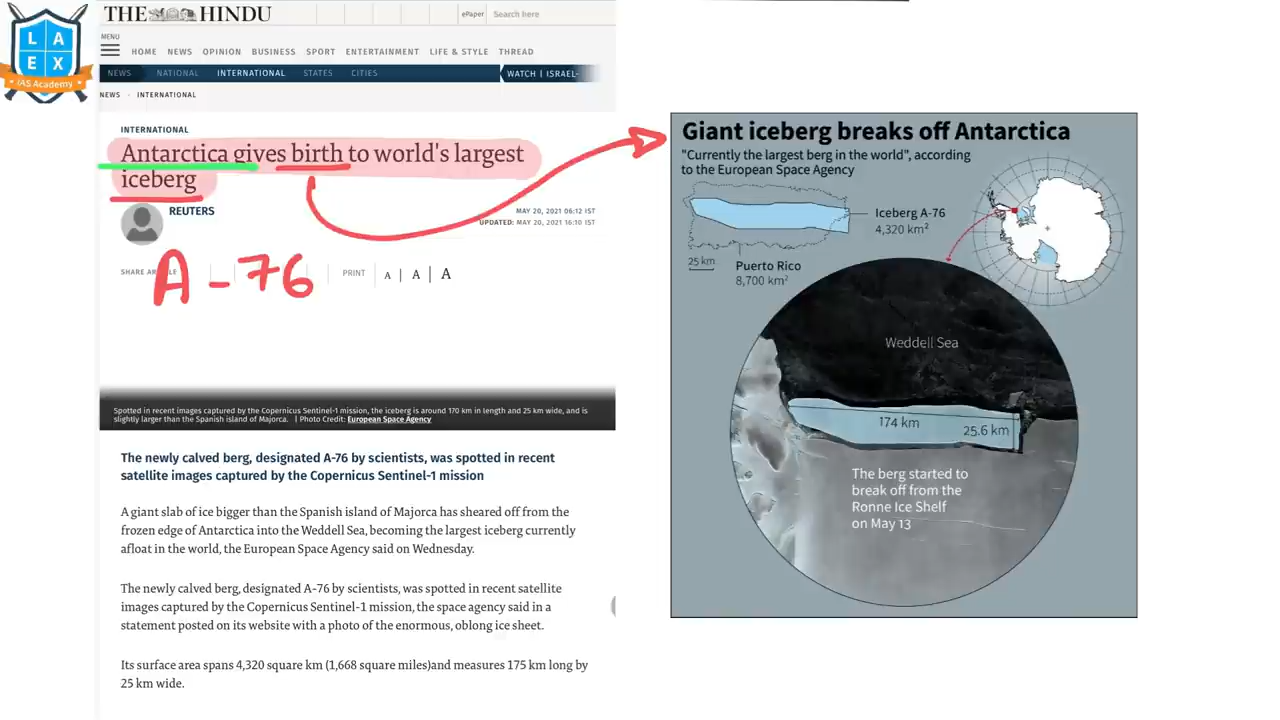 L A
E X
IAS Academy
THE HINDU
ePaper
Search here
MENU
HOME NEWS OPINION BUSINESS SPORT ENTERTAINMENT LIFE & STYLE THREAD
NEWS NATIONAL INTERNATIONAL STATES CITIES
WATCH | ISRAEL-
NEWS · INTERNATIONAL
INTERNATIONAL
Antarctica gives birth to world's largest
iceberg
REUTERS
MAY 20, 2021 06:12 IST
UPDATED: MAY 20, 2021 16:10 IST
SHARE
A-76
PRINT A | A | A
Spotted in recent images captured by the Copernicus Sentinel-1 mission, the iceberg is around 170 km in length and 25 km wide, and is
slightly larger than the Spanish island of Majorca. | Photo Credit: European Space Agency
The newly calved berg, designated A-76 by scientists, was spotted in recent
satellite images captured by the Copernicus Sentinel-1 mission
A giant slab of ice bigger than the Spanish island of Majorca has sheared off from the
frozen edge of Antarctica into the Weddell Sea, becoming the largest iceberg currently
afloat in the world, the European Space Agency said on Wednesday.
The newly calved berg, designated A-76 by scientists, was spotted in recent satellite
images captured by the Copernicus Sentinel-1 mission, the space agency said in a
statement posted on its website with a photo of the enormous, oblong ice sheet.
Its surface area spans 4,320 square km (1,668 square miles)and measures 175 km long by
25 km wide.
Giant iceberg breaks off Antarctica
"Currently the largest berg in the world", according
to the European Space Agency
Iceberg A-76
4,320 km²
25 km
Puerto Rico
8,700 km²
Weddell Sea
174 km
25.6 km
The berg started to
break off from the
Ronne Ice Shelf
on May 13